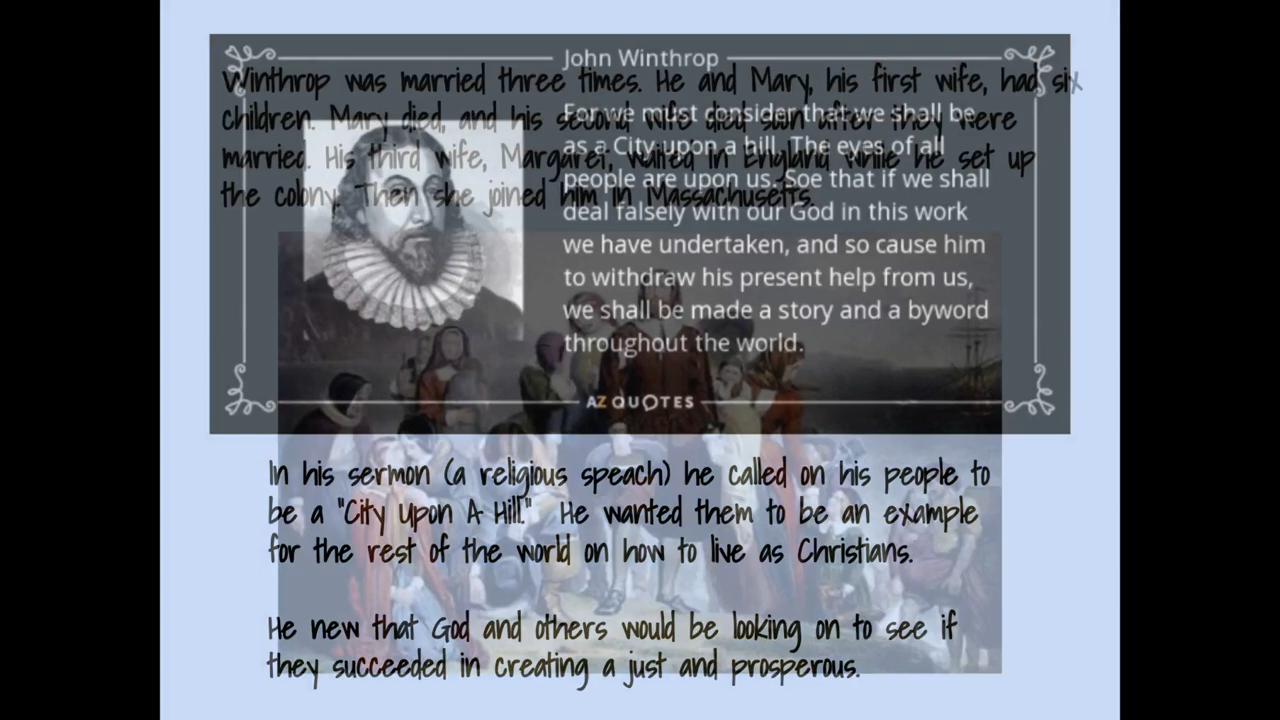 John Winthrop
Winthrop was married three times. He and Mary, his first wife, had six
children. Mary died, and his second wife died soon after they were
married. His third wife, Margaret, waited in England while he set up
the colony. Then she joined him in Massachusetts.
For we must consider that we shall be
as a City upon a hill. The eyes of all
people are upon us. Soe that if we shall
deal falsely with our God in this work
we have undertaken, and so cause him
to withdraw his present help from us,
we shall be made a story and a byword
throughout the world.
AZ QUOTES
In his sermon (a religious speach) he called on his people to
be a "City Upon A Hill." He wanted them to be an example
for the rest of the world on how to live as Christians.
He new that God and others would be looking on to see if
they succeeded in creating a just and prosperous.